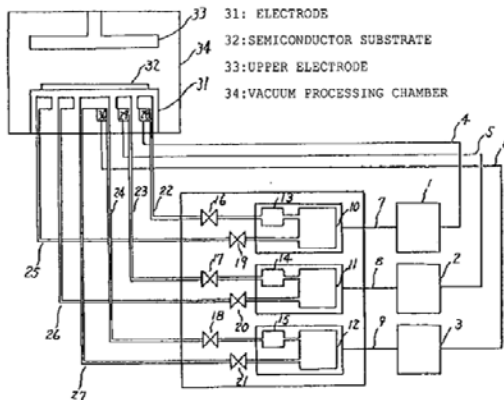 33
34
32
31
31: ELECTRODE
32:SEMICONDUCTOR SUBSTRATE
33:UPPER ELECTRODE
34:VACUUM PROCESSING CHAMBER
4
5
24 23 22
16 13 10 7 1
25 19
17 14 11 8 2
26 20
18 15 12 9 3
27 21